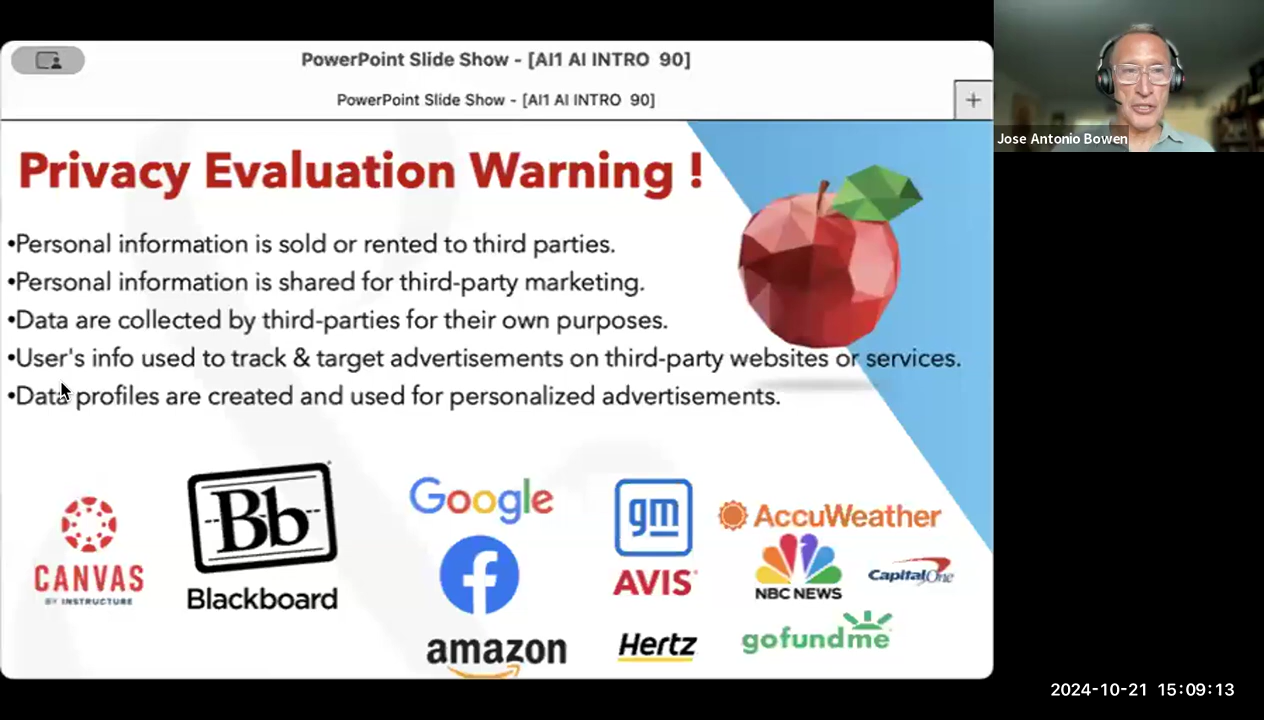 PowerPoint Slide Show - [AI1 AI INTRO 90]
PowerPoint Slide Show - [AI1 AI INTRO 90]
+
Jose Antonio Bowen
Privacy Evaluation Warning !
•Personal information is sold or rented to third parties.
•Personal information is shared for third-party marketing.
•Data are collected by third-parties for their own purposes.
•User's info used to track & target advertisements on third-party websites or services.
•Data profiles are created and used for personalized advertisements.
CANVAS
BY INSTRUCTURE
Bb
Blackboard
Google
f
amazon
gm
AVIS
Hertz
AccuWeather
NBC NEWS
Capital One
gofundme
2024-10-21 15:09:13